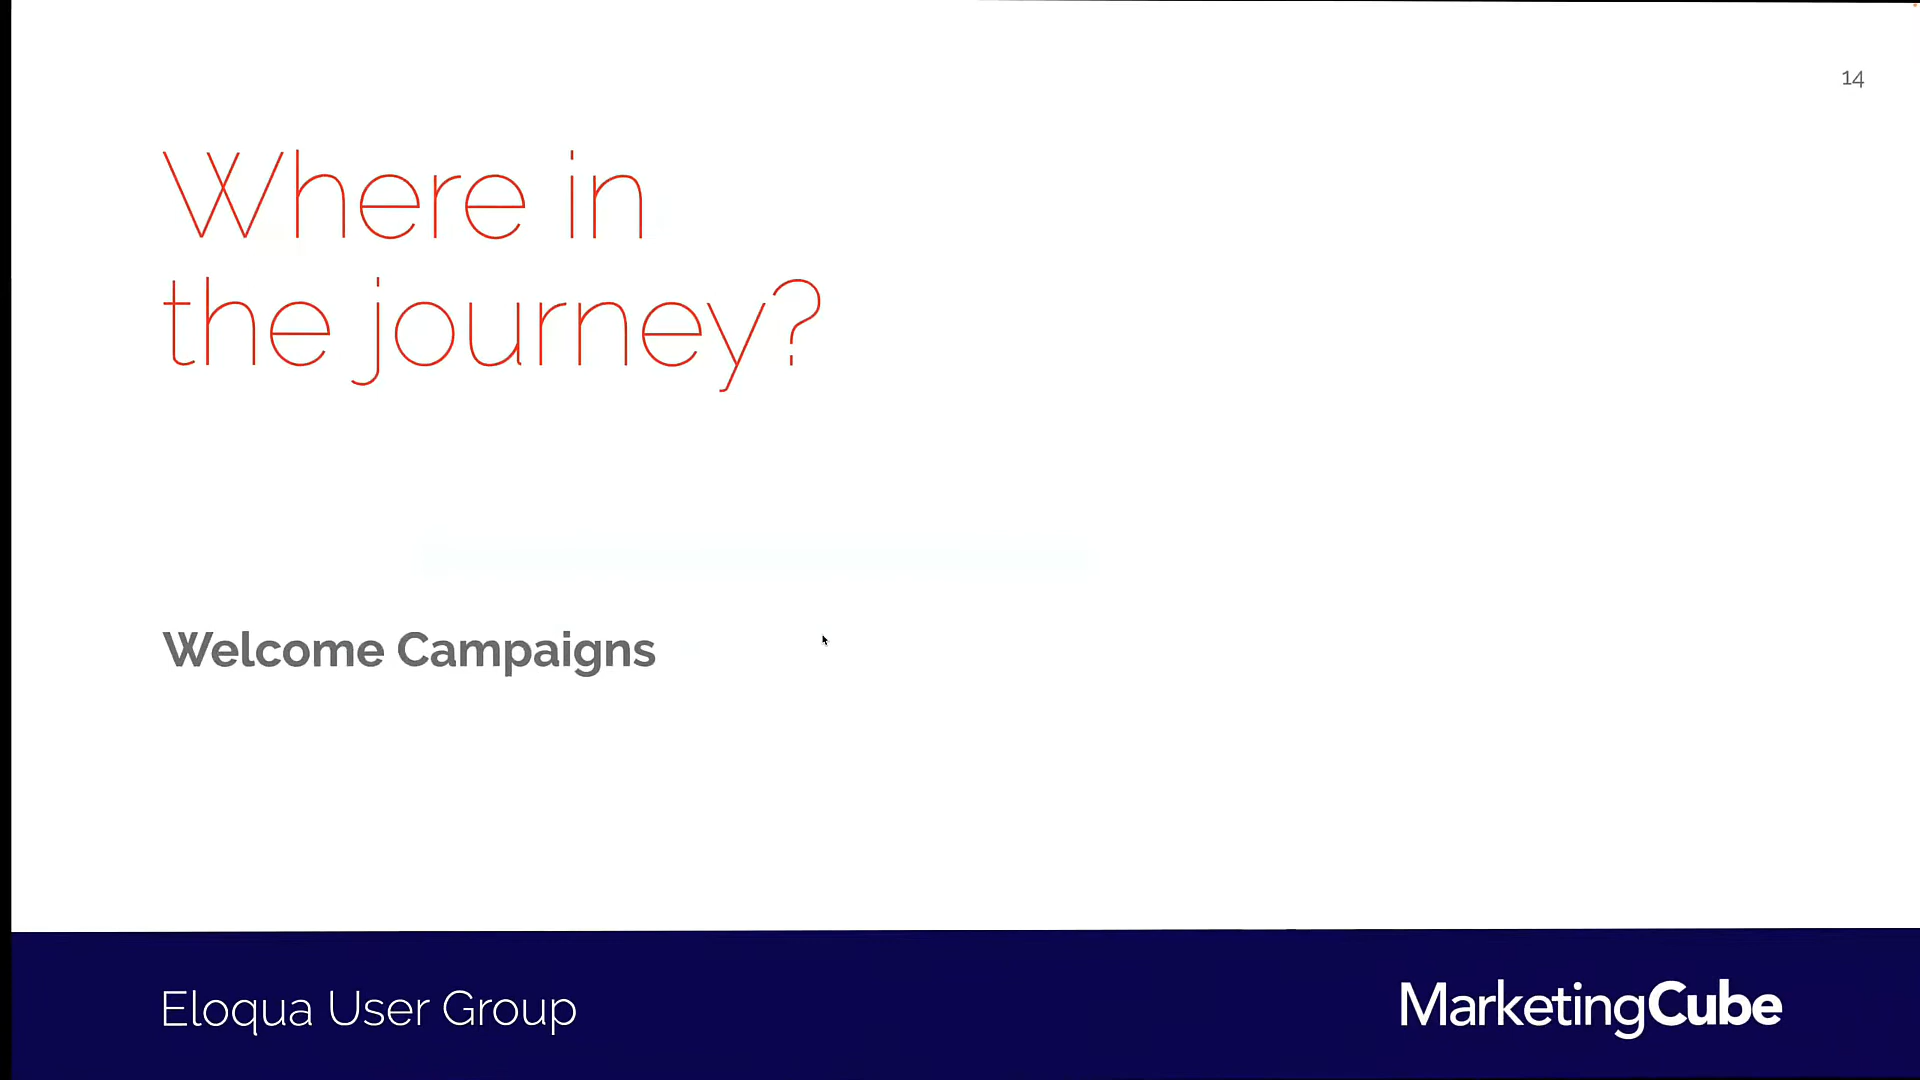 14
Where in
the journey?
Welcome Campaigns
Eloqua User Group
MarketingCube